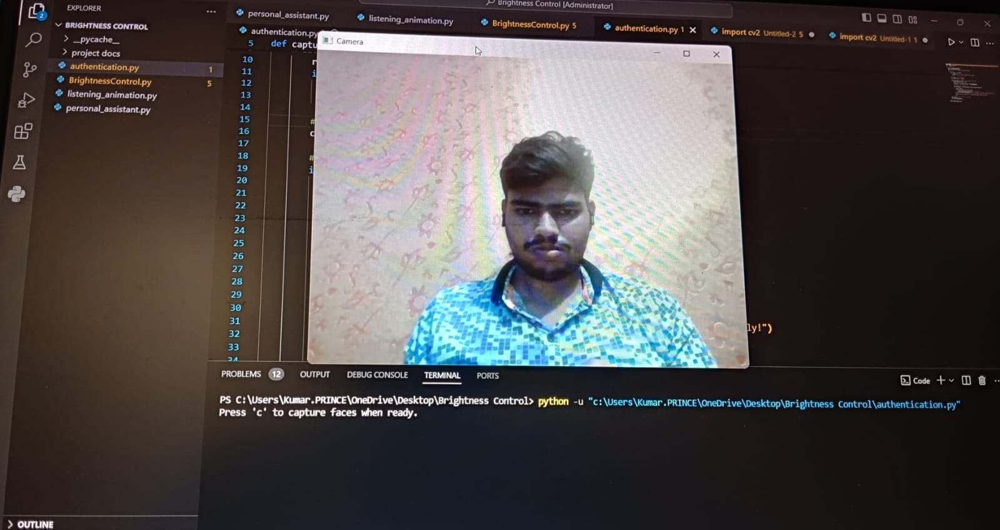 Brightness Control [Administrator]
EXPLORER
2
BRIGHTNESS CONTROL
__pycache__
project docs
authentication.py 1
BrightnessControl.py 5
listening_animation.py
personal_assistant.py
OUTLINE
personal_assistant.py
listening_animation.py
BrightnessControl.py 5
authentication.py 1
import cv2 Untitled-2 5
import cv2 Untitled-1 1
authentication.py
5 def captu
10
11 i
12
13
14
15 #
16 c
17
18 #
19 i
20
21
22
23
24
25
26
27
28
29
30
31
32 ly!")
33
34
Camera
PROBLEMS 12 OUTPUT DEBUG CONSOLE TERMINAL PORTS
Code
PS C:\Users\Kumar.PRINCE\OneDrive\Desktop\Brightness Control> python -u "c:\Users\Kumar.PRINCE\OneDrive\Desktop\Brightness Control\authentication.py"
Press 'c' to capture faces when ready.